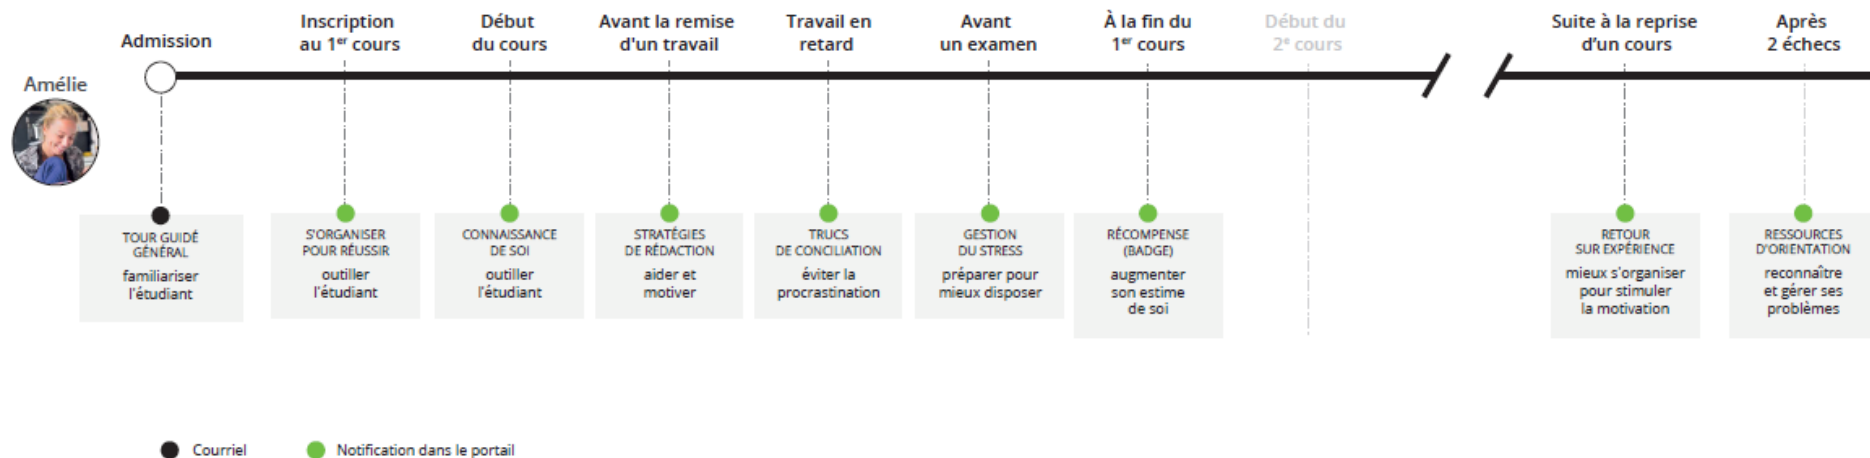 Amélie
Admission
Inscription
au 1er cours
Début
du cours
Avant la remise
d'un travail
Travail en
retard
Avant
un examen
À la fin du
1er cours
Début du
2e cours
Suite à la reprise
d'un cours
Après
2 échecs
TOUR GUIDÉ
GÉNÉRAL
familiariser
l'étudiant
S'ORGANISER
POUR RÉUSSIR
outiller
l'étudiant
CONNAISSANCE
DE SOI
outiller
l'étudiant
STRATÉGIES
DE RÉDACTION
aider et
motiver
TRUCS
DE CONCILIATION
éviter la
procrastination
GESTION
DU STRESS
préparer pour
mieux disposer
RÉCOMPENSE
(BADGE)
augmenter
son estime
de soi
RETOUR
SUR EXPÉRIENCE
mieux s'organiser
pour stimuler
la motivation
RESSOURCES
D'ORIENTATION
reconnaître
et gérer ses
problèmes
Courriel
Notification dans le portail